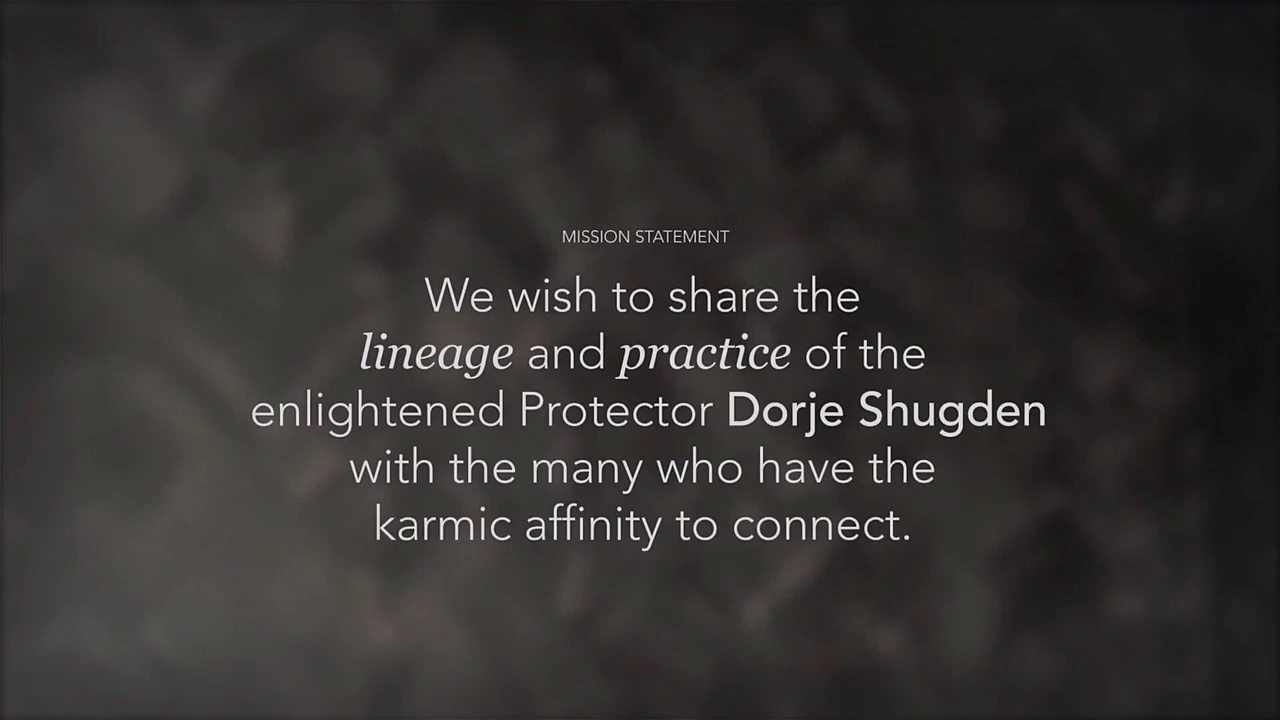 MISSION STATEMENT
We wish to share the
lineage and practice of the
enlightened Protector Dorje Shugden
with the many who have the
karmic affinity to connect.